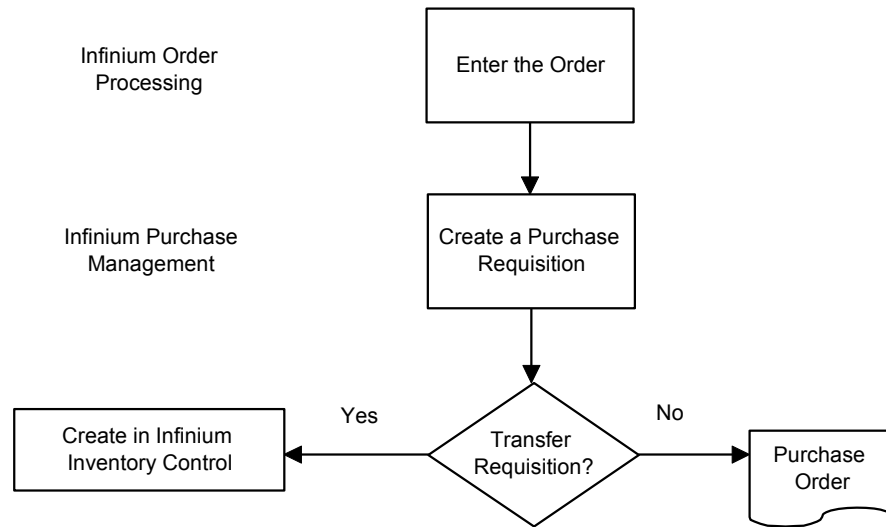 Infinium Order
Processing
Enter the Order
Infinium Purchase
Management
Create a Purchase
Requisition
Yes
No
Create in Infinium
Inventory Control
Transfer
Requisition?
Purchase
Order